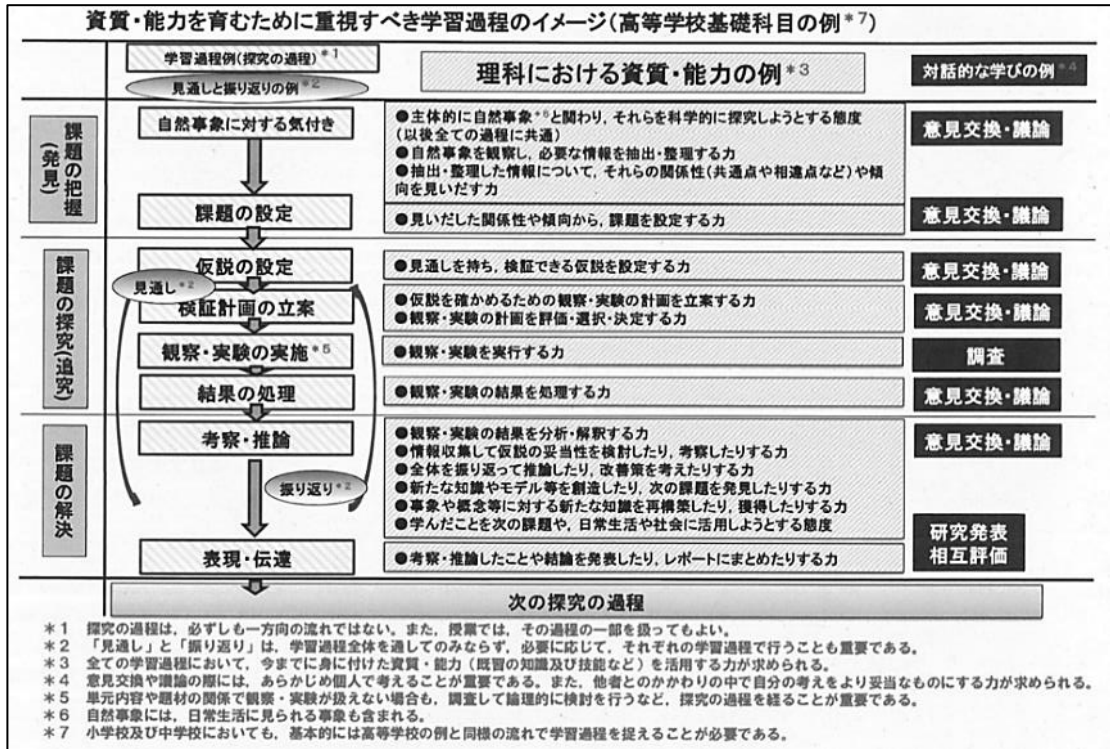 資質・能力を育むために重視すべき学習過程のイメージ(高等学校基礎科目の例*7)
学習過程例(探究の過程)*1
見通しと振り返りの例*2
理科における資質・能力の例*3
対話的な学びの例*4
課題の把握(発見)
自然事象に対する気付き
●主体的に自然事象*6と関わり, それらを科学的に探究しようとする態度
(以後全ての過程に共通)
●自然事象を観察し, 必要な情報を抽出・整理する力
●抽出・整理した情報について, それらの関係性(共通点や相違点など)や傾
向を見いだす力
意見交換・議論
課題の設定
●見いだした関係性や傾向から, 課題を設定する力
意見交換・議論
課題の探究(追究)
仮説の設定
●見通しを持ち, 検証できる仮説を設定する力
意見交換・議論
見通し*2
検証計画の立案
●仮説を確かめるための観察・実験の計画を立案する力
●観察・実験の計画を評価・選択・決定する力
意見交換・議論
観察・実験の実施*5
●観察・実験を実行する力
調査
結果の処理
●観察・実験の結果を処理する力
意見交換・議論
課題の解決
考察・推論
●観察・実験の結果を分析・解釈する力
●情報収集して仮説の妥当性を検討したり, 考察したりする力
●全体を振り返って推論したり, 改善策を考えたりする力
●新たな知識やモデル等を創造したり, 次の課題を発見したりする力
●事象や概念等に対する新たな知識を再構築したり, 獲得したりする力
●学んだことを次の課題や, 日常生活や社会に活用しようとする態度
意見交換・議論
振り返り*2
表現・伝達
●考察・推論したことや結論を発表したり, レポートにまとめたりする力
研究発表
相互評価
次の探究の過程
*1 探究の過程は, 必ずしも一方向の流れではない。また, 授業では, その過程の一部を扱ってもよい。
*2 「見通し」と「振り返り」は, 学習過程全体を通してのみならず, 必要に応じて, それぞれの学習過程で行うことも重要である。
*3 全ての学習過程において, 今までに身に付けた資質・能力（既習の知識及び技能など）を活用する力が求められる。
*4 意見交換や議論の際には, あらかじめ個人で考えることが重要である。また, 他者とのかかわりの中で自分の考えをより妥当なものにする力が求められる。
*5 単元内容や題材の関係で観察・実験が扱えない場合も, 調査して論理的に検討を行うなど, 探究の過程を経ることが重要である。
*6 自然事象には, 日常生活に見られる事象も含まれる。
*7 小学校及び中学校においても, 基本的には高等学校の例と同様の流れで学習過程を捉えることが必要である。